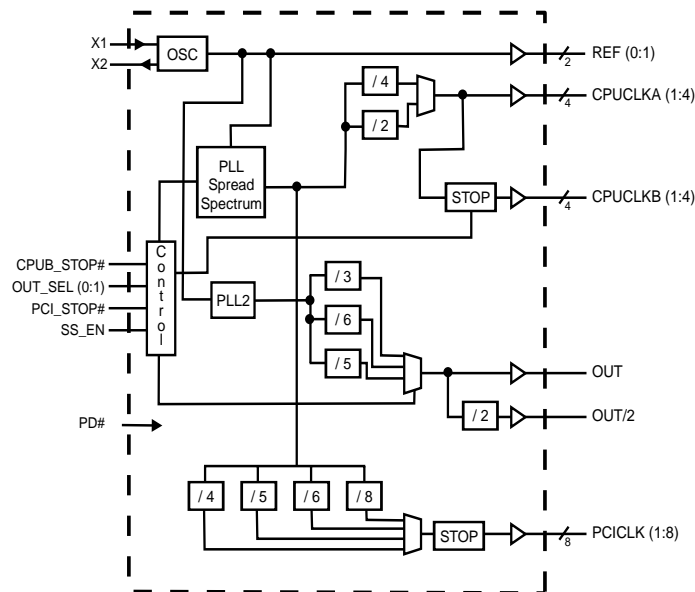 X1
X2
OSC
REF (0:1)
2
/ 4
CPUCLKA (1:4)
4
/ 2
PLL
Spread
Spectrum
STOP
CPUCLKB (1:4)
4
Control
CPUB_STOP#
OUT_SEL (0:1)
PCI_STOP#
SS_EN
PLL2
/ 3
/ 6
/ 5
OUT
/ 2
OUT/2
PD#
/ 4
/ 5
/ 6
/ 8
STOP
PCICLK (1:8)
8